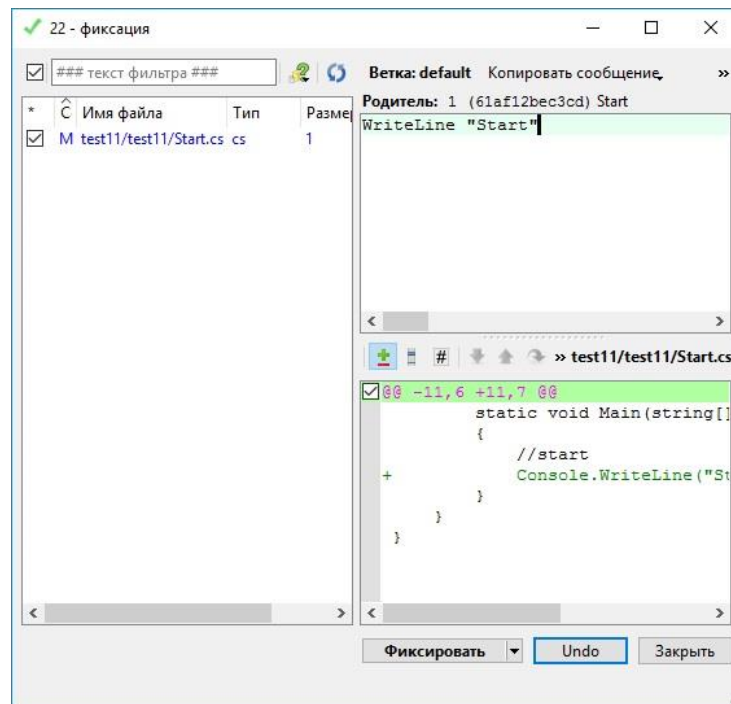 22 - фиксация
### текст фильтра ###
Ветка: default Копировать сообщение »
Родитель: 1 (61af12bec3cd) Start
* С Имя файла Тип
M test11/test11/Start.cs cs 1
WriteLine "Start"
# » test11/test11/Start.cs
@@ -11,6 +11,7 @@
static void Main(string[]
{
//start
+ Console.WriteLine("St
}
}
}
Фиксировать Undo Закрыть